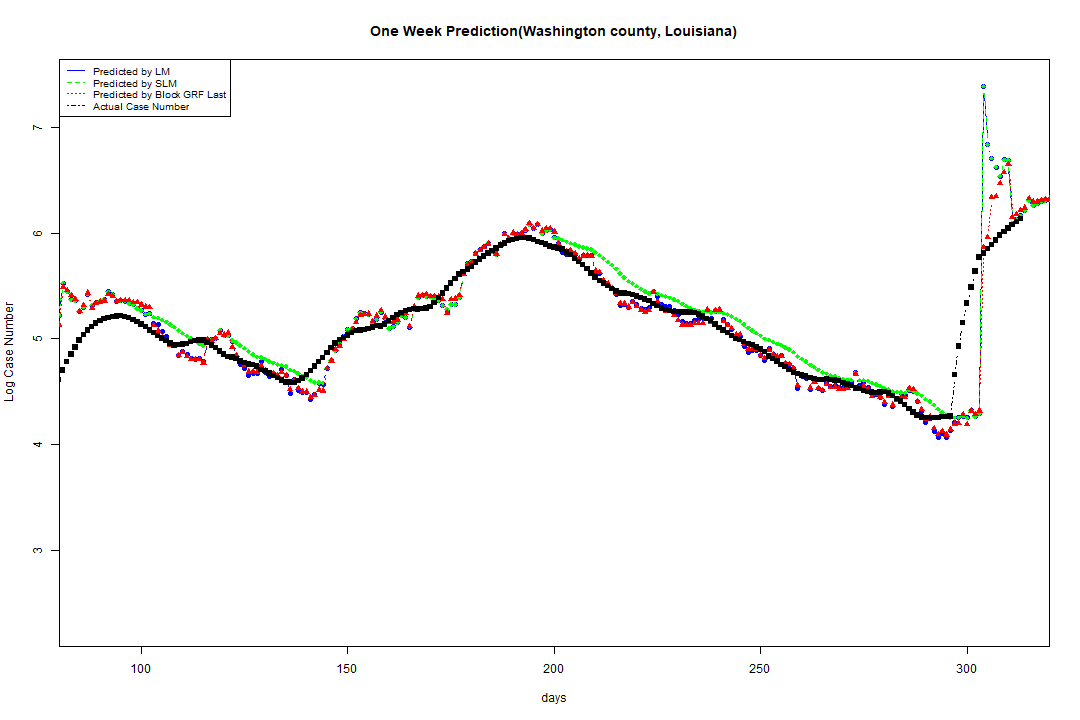 One Week Prediction(Washington county, Louisiana)
Predicted by LM
Predicted by SLM
Predicted by Block GRF Last
Actual Case Number
Log Case Number
7
6
5
4
3
100 150 200 250 300
days